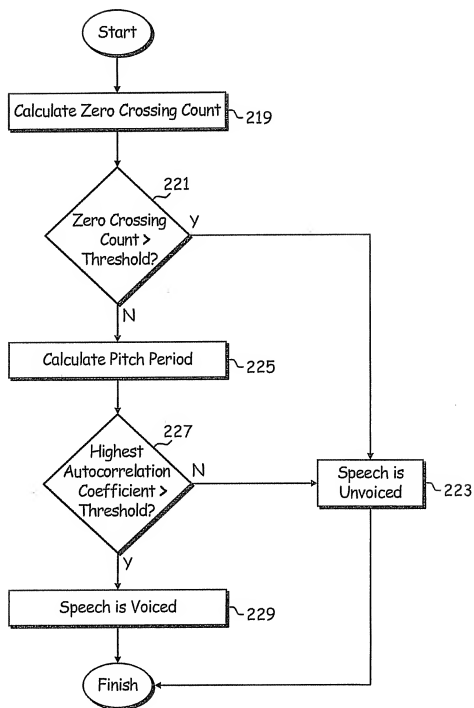 Start
Calculate Zero Crossing Count
219
221
Zero Crossing
Count >
Threshold?
Y
N
Calculate Pitch Period
225
227
Highest
Autocorrelation
Coefficient >
Threshold?
N
Speech is
Unvoiced
223
Y
Speech is Voiced
229
Finish